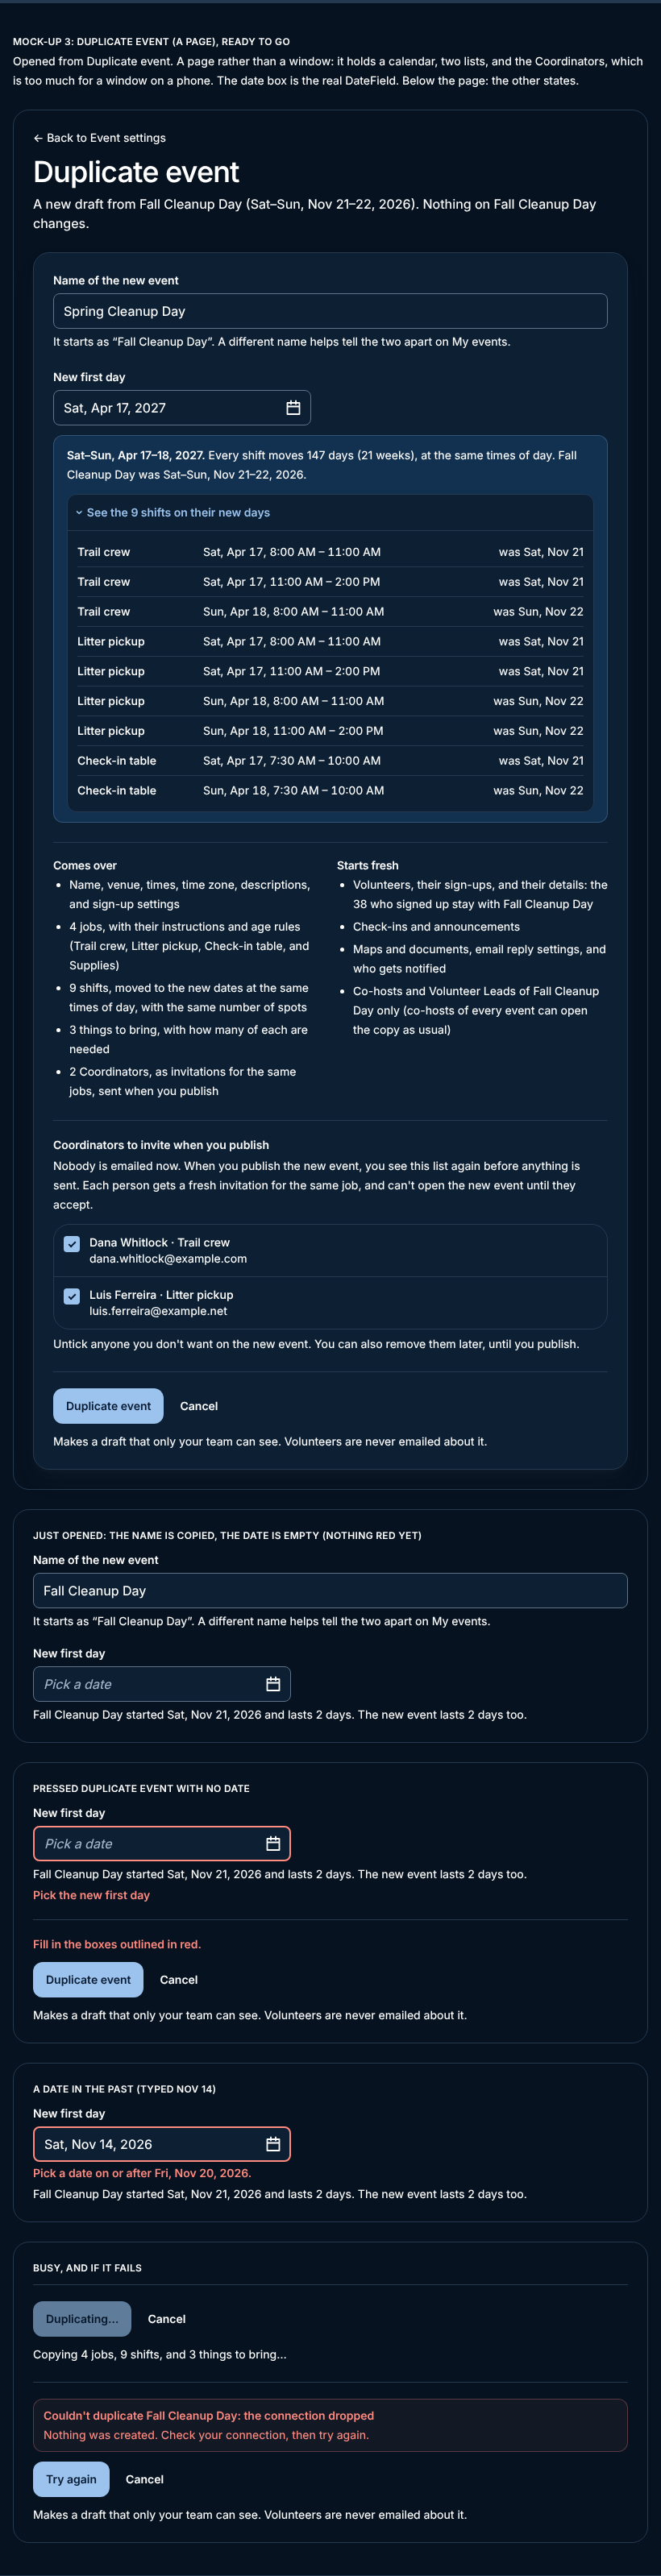 MOCK-UP 3: DUPLICATE EVENT (A PAGE), READY TO GO
Opened from Duplicate event. A page rather than a window: it holds a calendar, two lists, and the Coordinators, which
is too much for a window on a phone. The date box is the real DateField. Below the page: the other states.
← Back to Event settings
Duplicate event
A new draft from Fall Cleanup Day (Sat–Sun, Nov 21–22, 2026). Nothing on Fall Cleanup Day
changes.
Name of the new event
Spring Cleanup Day
It starts as “Fall Cleanup Day”. A different name helps tell the two apart on My events.
New first day
Sat, Apr 17, 2027
Sat–Sun, Apr 17–18, 2027. Every shift moves 147 days (21 weeks), at the same times of day. Fall
Cleanup Day was Sat–Sun, Nov 21–22, 2026.
See the 9 shifts on their new days
Trail crew Sat, Apr 17, 8:00 AM – 11:00 AM was Sat, Nov 21
Trail crew Sat, Apr 17, 11:00 AM – 2:00 PM was Sat, Nov 21
Trail crew Sun, Apr 18, 8:00 AM – 11:00 AM was Sun, Nov 22
Litter pickup Sat, Apr 17, 8:00 AM – 11:00 AM was Sat, Nov 21
Litter pickup Sat, Apr 17, 11:00 AM – 2:00 PM was Sat, Nov 21
Litter pickup Sun, Apr 18, 8:00 AM – 11:00 AM was Sun, Nov 22
Litter pickup Sun, Apr 18, 11:00 AM – 2:00 PM was Sun, Nov 22
Check-in table Sat, Apr 17, 7:30 AM – 10:00 AM was Sat, Nov 21
Check-in table Sun, Apr 18, 7:30 AM – 10:00 AM was Sun, Nov 22
Comes over
• Name, venue, times, time zone, descriptions,
and sign-up settings
• 4 jobs, with their instructions and age rules
(Trail crew, Litter pickup, Check-in table, and
Supplies)
• 9 shifts, moved to the new dates at the same
times of day, with the same number of spots
• 3 things to bring, with how many of each are
needed
• 2 Coordinators, as invitations for the same
jobs, sent when you publish
Starts fresh
• Volunteers, their sign-ups, and their details: the
38 who signed up stay with Fall Cleanup Day
• Check-ins and announcements
• Maps and documents, email reply settings, and
who gets notified
• Co-hosts and Volunteer Leads of Fall Cleanup
Day only (co-hosts of every event can open
the copy as usual)
Coordinators to invite when you publish
Nobody is emailed now. When you publish the new event, you see this list again before anything is
sent. Each person gets a fresh invitation for the same job, and can't open the new event until they
accept.
Dana Whitlock · Trail crew
dana.whitlock@example.com
Luis Ferreira · Litter pickup
luis.ferreira@example.net
Untick anyone you don't want on the new event. You can also remove them later, until you publish.
Duplicate event Cancel
Makes a draft that only your team can see. Volunteers are never emailed about it.
JUST OPENED: THE NAME IS COPIED, THE DATE IS EMPTY (NOTHING RED YET)
Name of the new event
Fall Cleanup Day
It starts as “Fall Cleanup Day”. A different name helps tell the two apart on My events.
New first day
Pick a date
Fall Cleanup Day started Sat, Nov 21, 2026 and lasts 2 days. The new event lasts 2 days too.
PRESSED DUPLICATE EVENT WITH NO DATE
New first day
Pick a date
Fall Cleanup Day started Sat, Nov 21, 2026 and lasts 2 days. The new event lasts 2 days too.
Pick the new first day
Fill in the boxes outlined in red.
Duplicate event Cancel
Makes a draft that only your team can see. Volunteers are never emailed about it.
A DATE IN THE PAST (TYPED NOV 14)
New first day
Sat, Nov 14, 2026
Pick a date on or after Fri, Nov 20, 2026.
Fall Cleanup Day started Sat, Nov 21, 2026 and lasts 2 days. The new event lasts 2 days too.
BUSY, AND IF IT FAILS
Duplicating... Cancel
Copying 4 jobs, 9 shifts, and 3 things to bring...
Couldn't duplicate Fall Cleanup Day: the connection dropped
Nothing was created. Check your connection, then try again.
Try again Cancel
Makes a draft that only your team can see. Volunteers are never emailed about it.